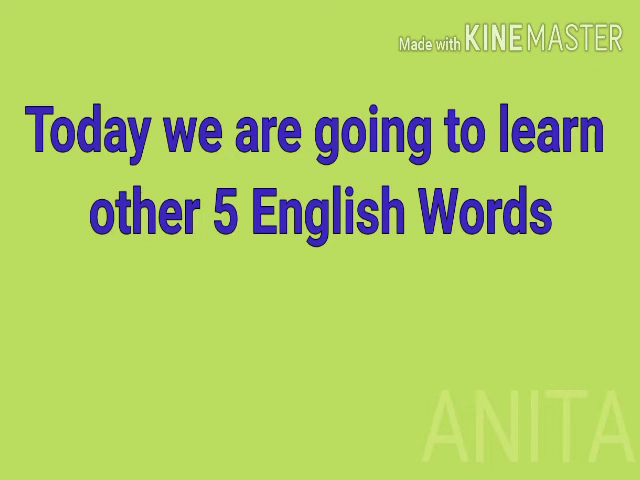 Made with KINEMASTER
Today we are going to learn
other 5 English Words
ANITA